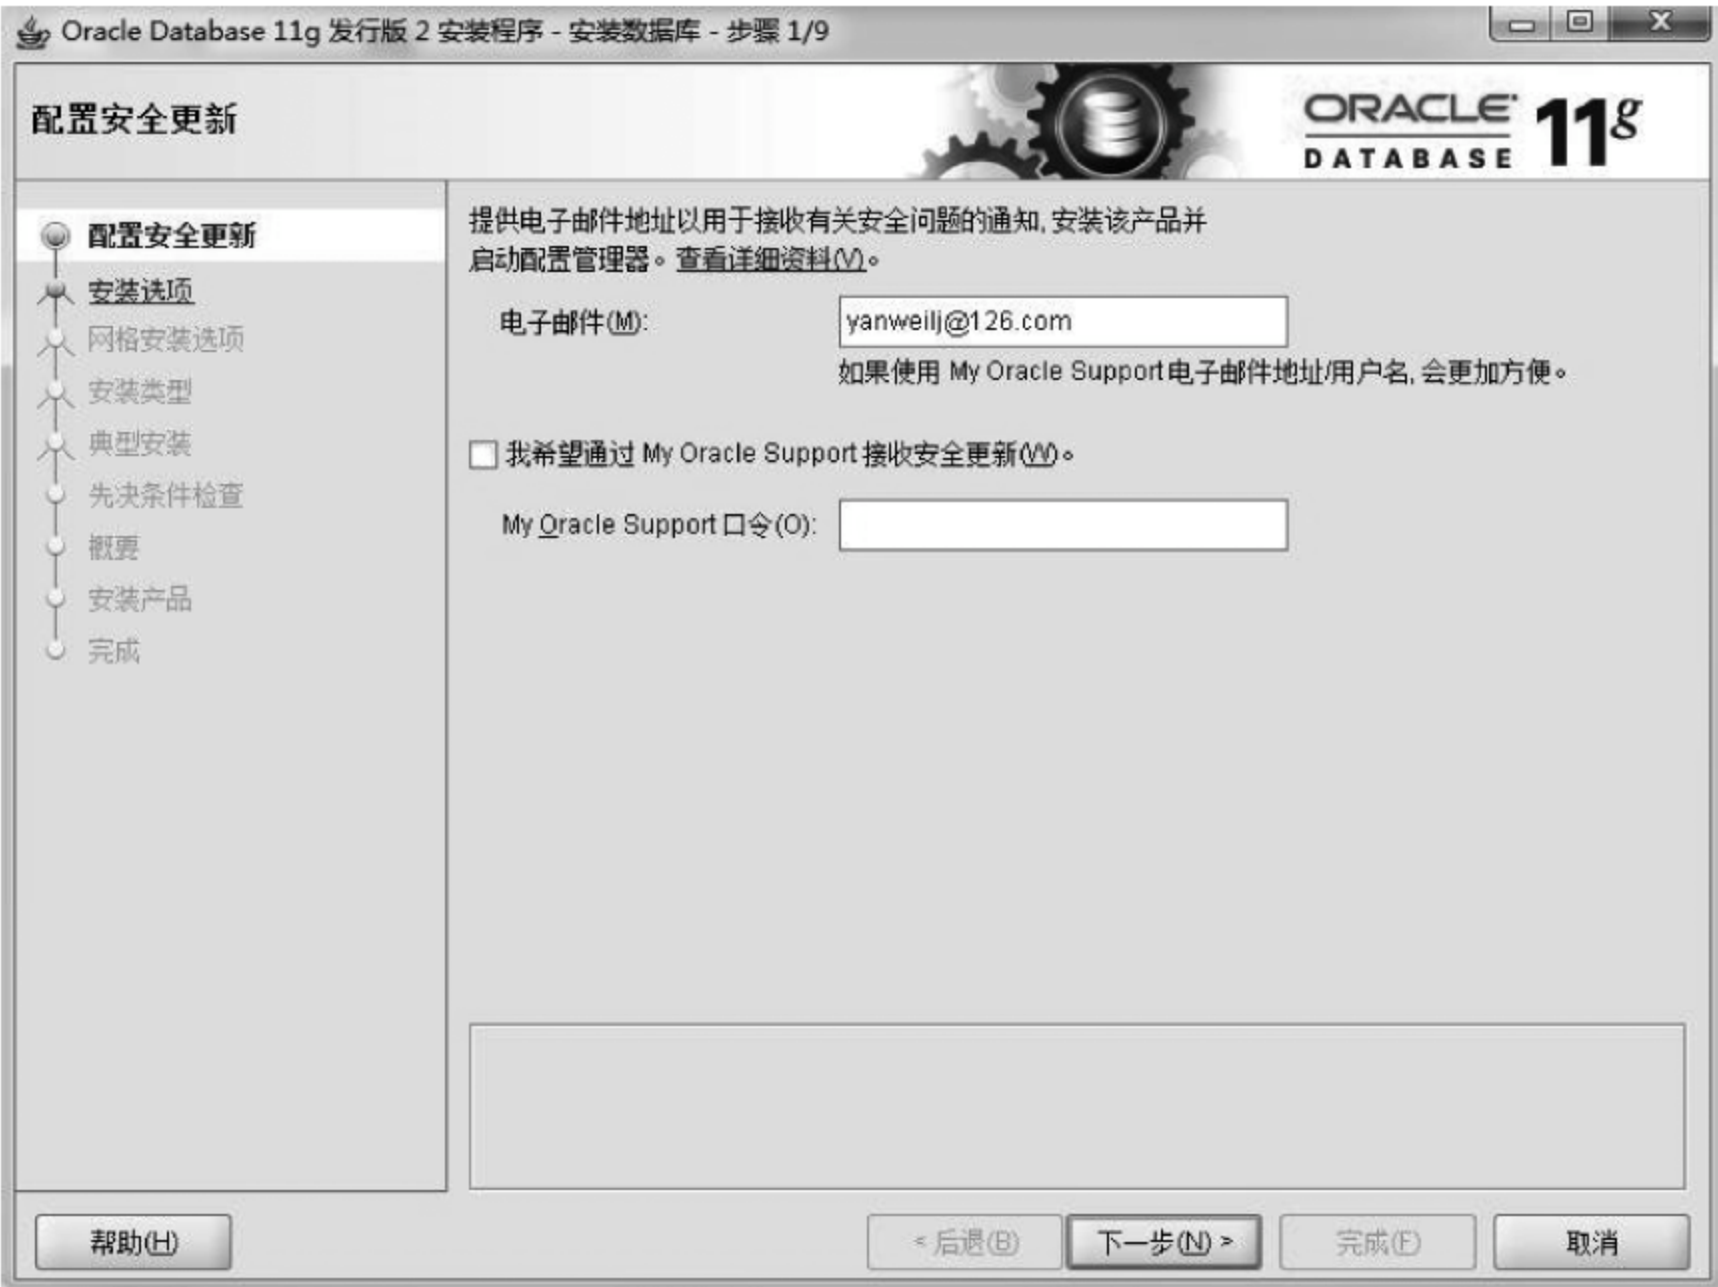 Oracle Database 11g 发行版 2 安装程序 - 安装数据库 - 步骤 1/9
配置安全更新
ORACLE
DATABASE
11g
配置安全更新
安装选项
网格安装选项
安装类型
典型安装
先决条件检查
概要
安装产品
完成
提供电子邮件地址以用于接收有关安全问题的通知, 安装该产品并
启动配置管理器。查看详细资料(V)。
电子邮件(M):
yanweilj@126.com
如果使用 My Oracle Support 电子邮件地址/用户名, 会更加方便。
我希望通过 My Oracle Support 接收安全更新(W)。
My Oracle Support 口令(O):
帮助(H)
< 后退(B)
下一步(N) >
完成(F)
取消